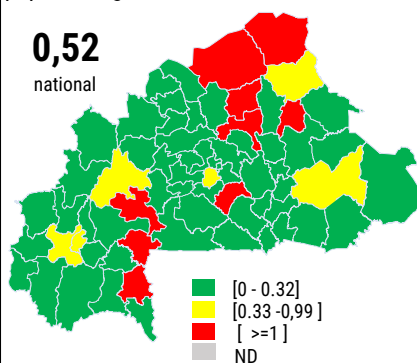 0,52
national
[0 - 0.32]
[0.33 -0,99 ]
[ >=1 ]
ND